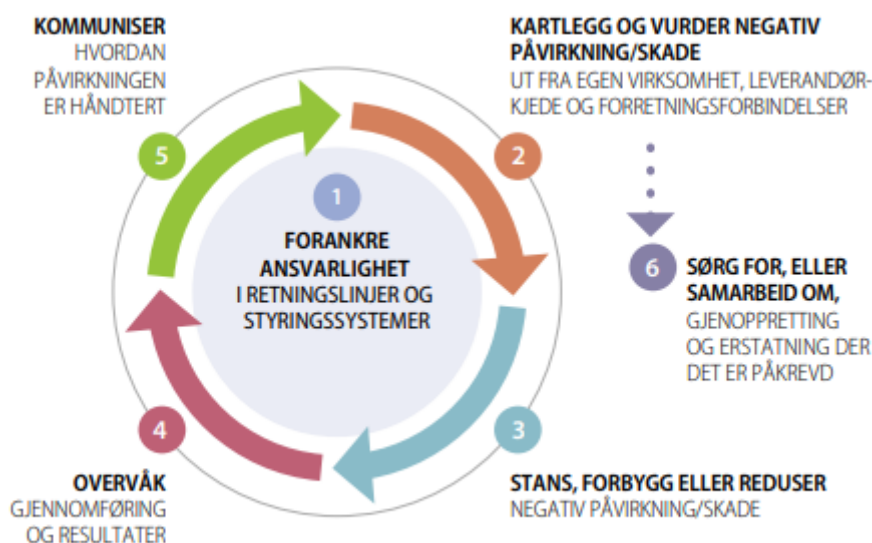 1
FORANKRE
ANSVARLIGHET
I RETNINGSLINJER OG
STYRINGSSYSTEMER
2
KARTLEGG OG VURDER NEGATIV
PÅVIRKNING/SKADE
UT FRA EGEN VIRKSOMHET, LEVERANDØR-
KJEDE OG FORRETNINGSFORBINDELSER
3
STANS, FORBYGG ELLER REDUSER
NEGATIV PÅVIRKNING/SKADE
4
OVERVÅK
GJENNOMFØRING
OG RESULTATER
5
KOMMUNISER
HVORDAN
PÅVIRKNINGEN
ER HÅNDTERT
6
SØRG FOR, ELLER
SAMARBEID OM,
GJENOPPRETTING
OG ERSTATNING DER
DET ER PÅKREVD